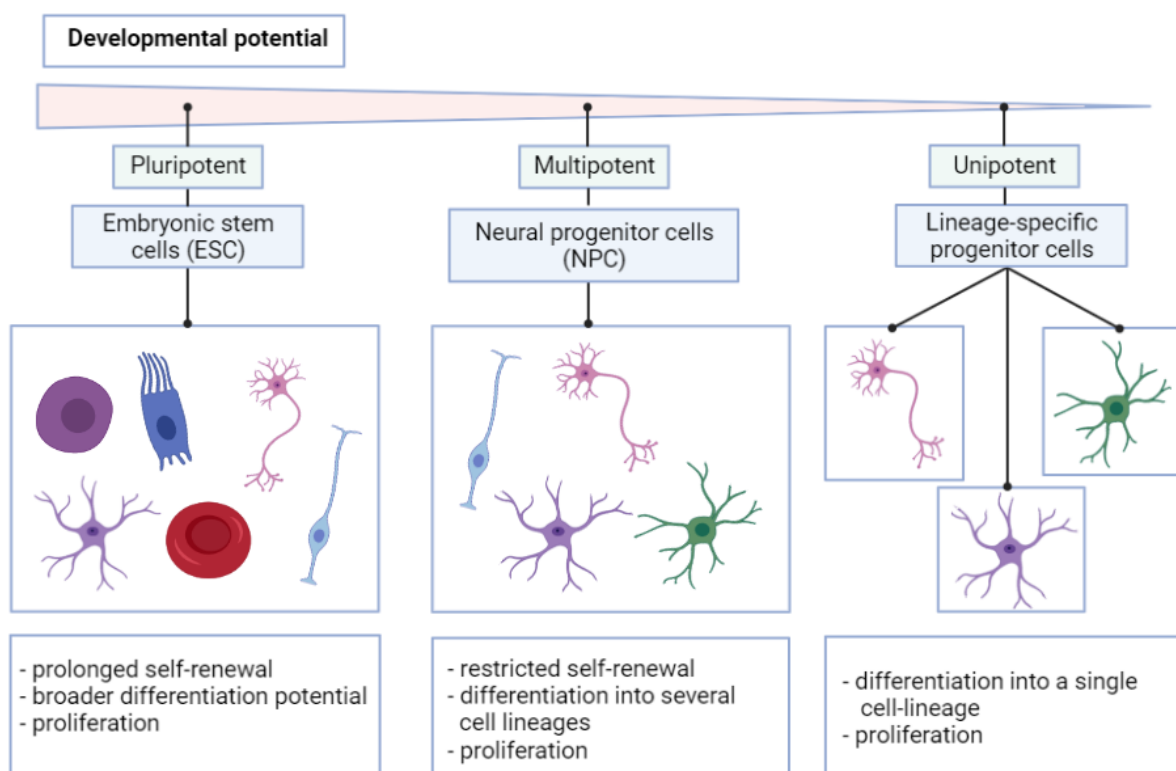 Developmental potential
Pluripotent
Multipotent
Unipotent
Embryonic stem
cells (ESC)
Neural progenitor cells
(NPC)
Lineage-specific
progenitor cells
- prolonged self-renewal
- broader differentiation potential
- proliferation
- restricted self-renewal
- differentiation into several
cell lineages
- proliferation
- differentiation into a single
cell-lineage
- proliferation